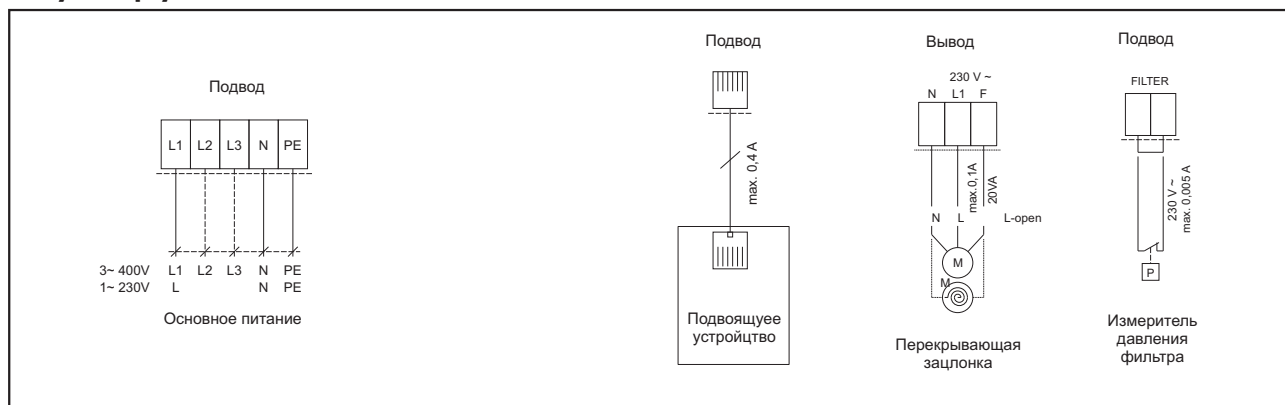 Подвод
L1 L2 L3 N PE
3~ 400V L1 L2 L3 N PE
1~ 230V L N PE
Основное питание
Подвод
max. 0,4 A
Подвоящуее
устройцтво
Вывод
230 V ~
N L1 F
max.0,1A
20VA
N L L-open
M
M
Перекрывающая
зацлонка
Подвод
FILTER
230 V ~
max. 0,005 A
P
Измеритель
давления
фильтра